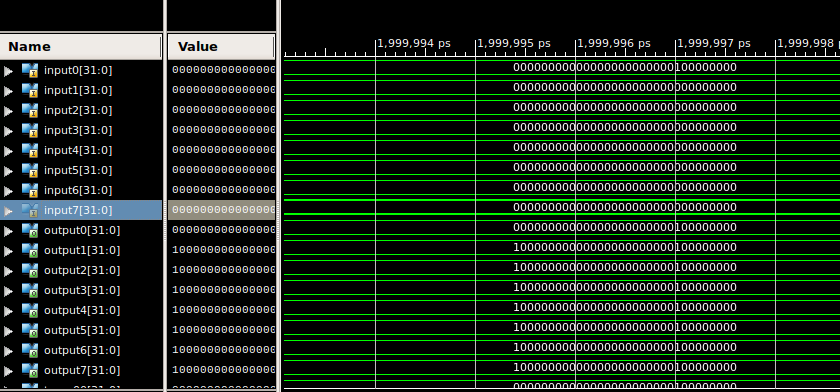 Name Value 1,999,994 ps 1,999,995 ps 1,999,996 ps 1,999,997 ps 1,999,998
input0[31:0] 000000000000000 00000000000000000000000100000000
input1[31:0] 000000000000000 00000000000000000000000000000000
input2[31:0] 000000000000000 00000000000000000000000000000000
input3[31:0] 000000000000000 00000000000000000000000000000000
input4[31:0] 000000000000000 00000000000000000000000000000000
input5[31:0] 000000000000000 00000000000000000000000000000000
input6[31:0] 000000000000000 00000000000000000000000000000000
input7[31:0] 000000000000000 00000000000000000000000000000000
output0[31:0] 000000000000000 00000000000000000000000100000000
output1[31:0] 100000000000000 10000000000000000000000100000000
output2[31:0] 100000000000000 10000000000000000000000100000000
output3[31:0] 100000000000000 10000000000000000000000100000000
output4[31:0] 100000000000000 10000000000000000000000100000000
output5[31:0] 100000000000000 10000000000000000000000100000000
output6[31:0] 100000000000000 10000000000000000000000100000000
output7[31:0] 100000000000000 10000000000000000000000100000000